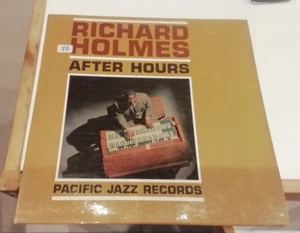 RICHARD
HOLMES
AFTER HOURS
PACIFIC JAZZ RECORDS